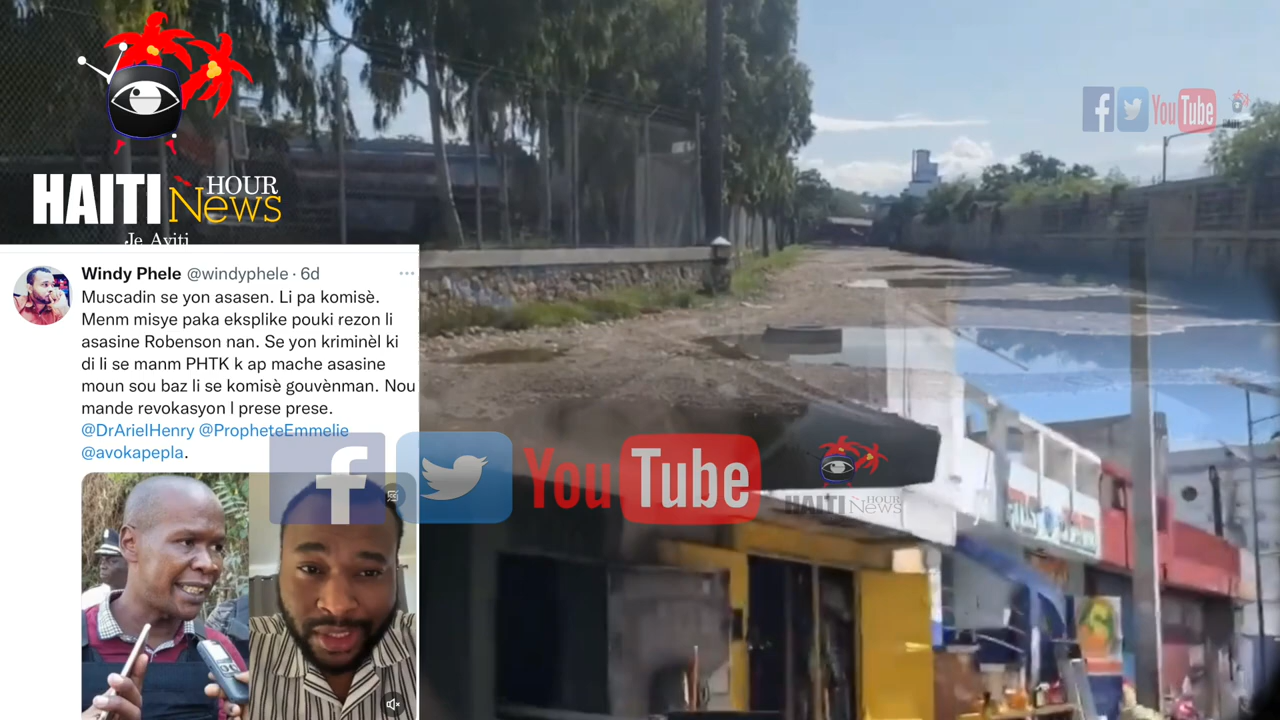 HAITI HOUR
News
Je Ayiti
Windy Phele @windyphele · 6d
Muscadin se yon asasen. Li pa komisè.
Menm misye paka eksplike pouki rezon li
asasine Robenson nan. Se yon kriminèl ki
di li se manm PHTK k ap mache asasine
moun sou baz li se komisè gouvènman. Nou
mande revokasyon l prese prese.
@DrArielHenry @PropheteEmmelie
@avokapepla.
YouTube
YouTube
HAITI HOUR
News